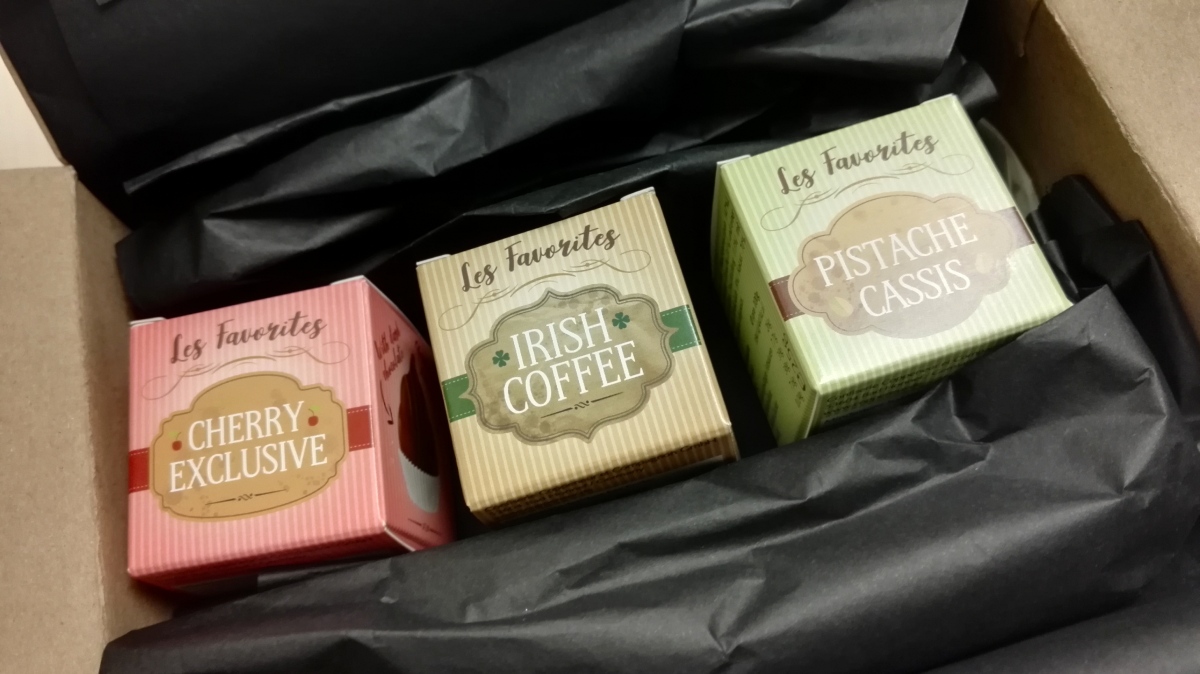 Les Favorites
CHERRY
EXCLUSIVE
Les Favorites
IRISH
COFFEE
Les Favorites
PISTACHE
CASSIS